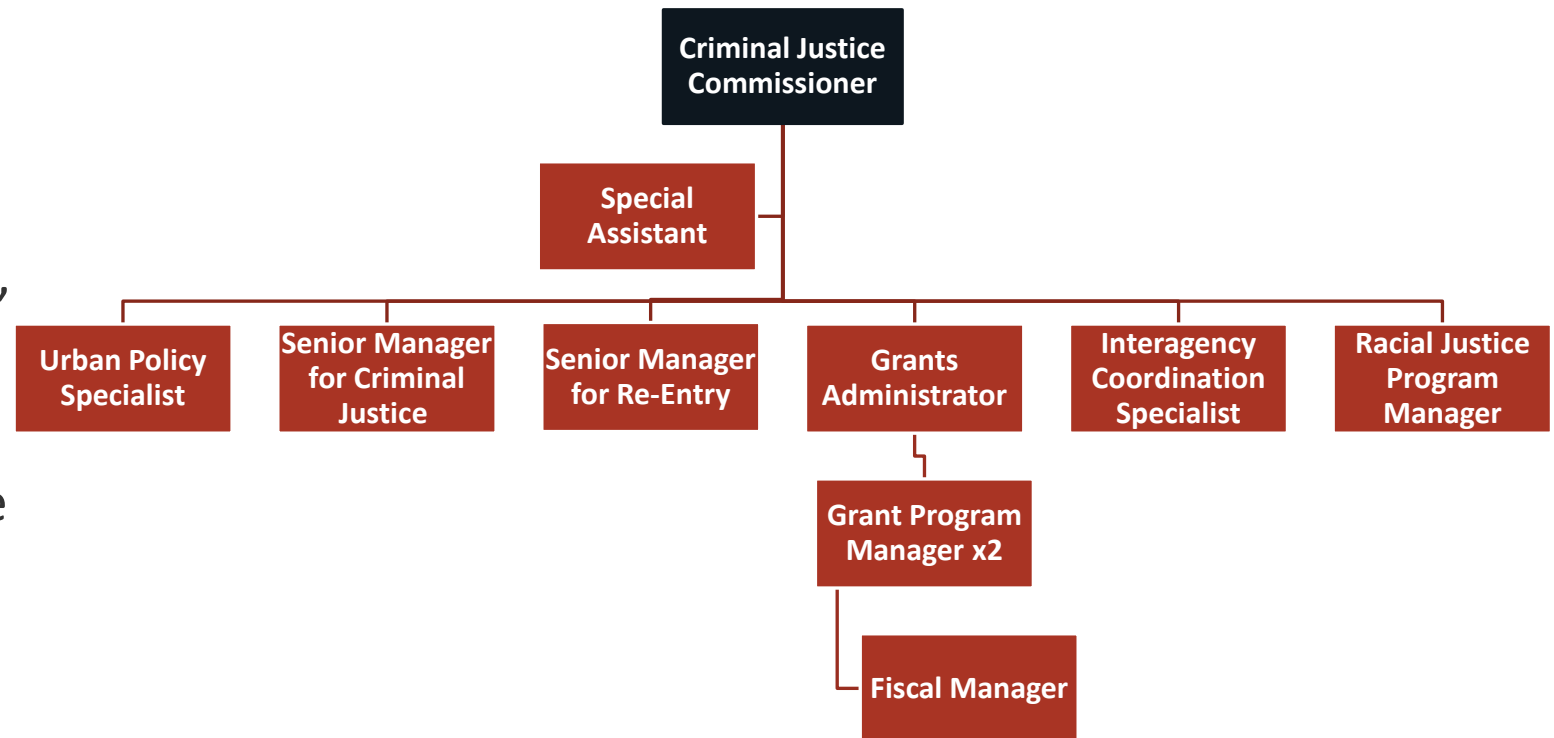 Criminal Justice
Commissioner
Special
Assistant
,
Urban Policy
Specialist
Senior Manager
for Criminal
Justice
Senior Manager
for Re-Entry
Grants
Administrator
Interagency
Coordination
Specialist
Racial Justice
Program
Manager
e
Grant Program
Manager x2
Fiscal Manager